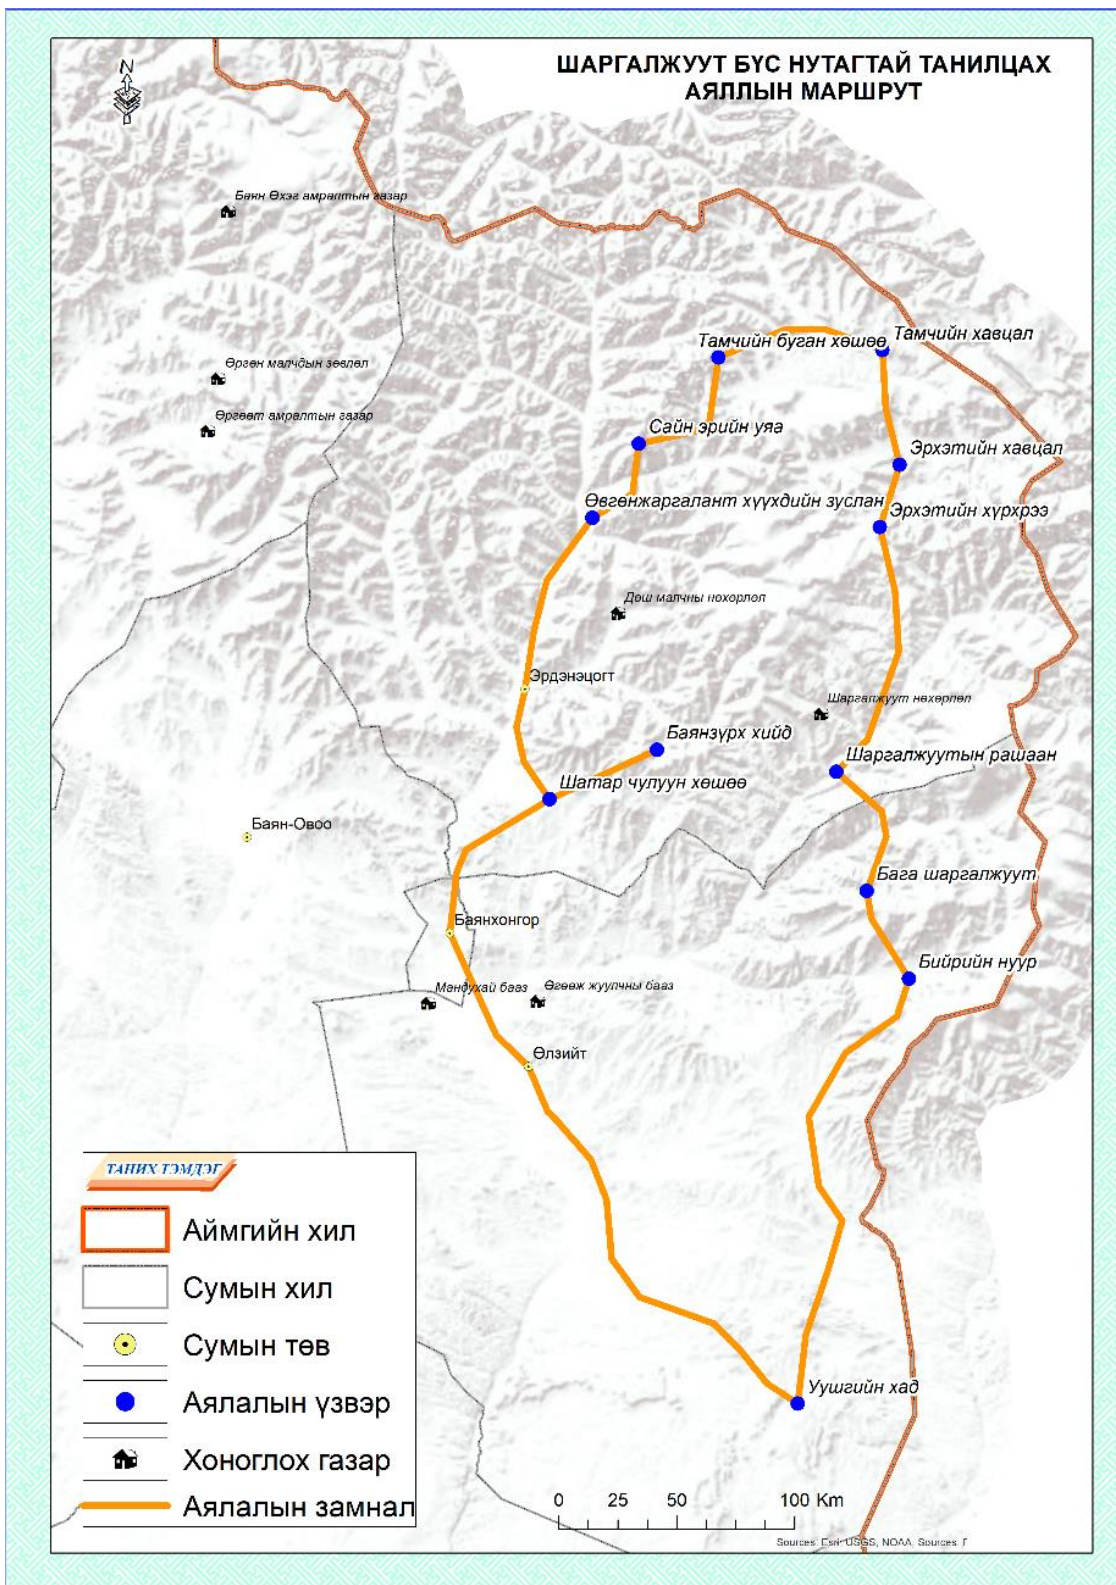 ШАРГАЛЖУУТ БҮС НУТАГТАЙ ТАНИЛЦАХ
АЯЛЛЫН МАРШРУТ
N
Баян Өхэг амралтын газар
Тамчийн буган хөшөө
Тамчийн хавцал
Өргөн малчдын зөвлөл
Өргөөт амралтын газар
Сайн эрийн уяа
Эрхэтийн хавцал
Өвгөнжаргалант хүүхдийн зуслан
Эрхэтийн хүрхрээ
Дөш малчны нөхөрлөл
Эрдэнэцогт
Шаргалжуут нөхөрлөл
Баянзүрх хийд
Шаргалжуутын рашаан
Шатар чулуун хөшөө
Баян-Овоо
Бага шаргалжуут
Баянхонгор
Бийрийн нуур
Мандухай бааз
Өгөөж жуулчны бааз
Өлзийт
ТАНИХ ТЭМДЭГ
Аймгийн хил
Сумын хил
Сумын төв
Аялалын үзвэр
Уушгийн хад
Хоноглох газар
Аялалын замнал
0 25 50 100 Km
Sources: Esri, USGS, NOAA, Sources: Г